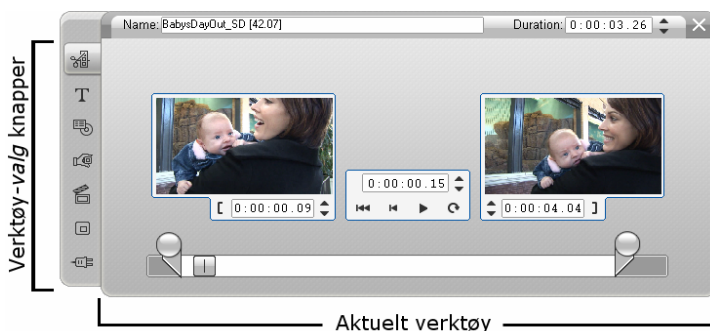 Name: BabysDayOut_SD [42.07]
Duration: 0:00:03.26
T
Verktøy-valg knapper
0:00:00.15
[ 0:00:00.09
0:00:04.04 ]
Aktuelt verktøy